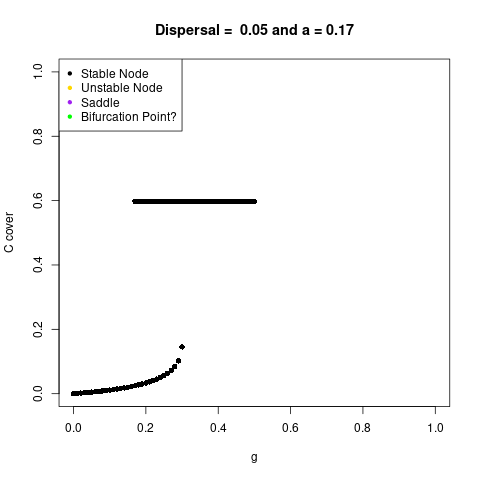 Dispersal =  0.05 and a = 0.17
Stable Node
Unstable Node
Saddle
Bifurcation Point?
C cover
1.0
0.8
0.6
0.4
0.2
0.0
0.0 0.2 0.4 0.6 0.8 1.0
g